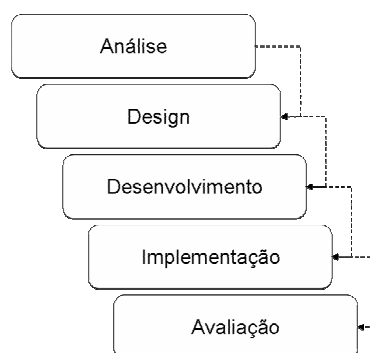 Análise
Design
Desenvolvimento
Implementação
Avaliação